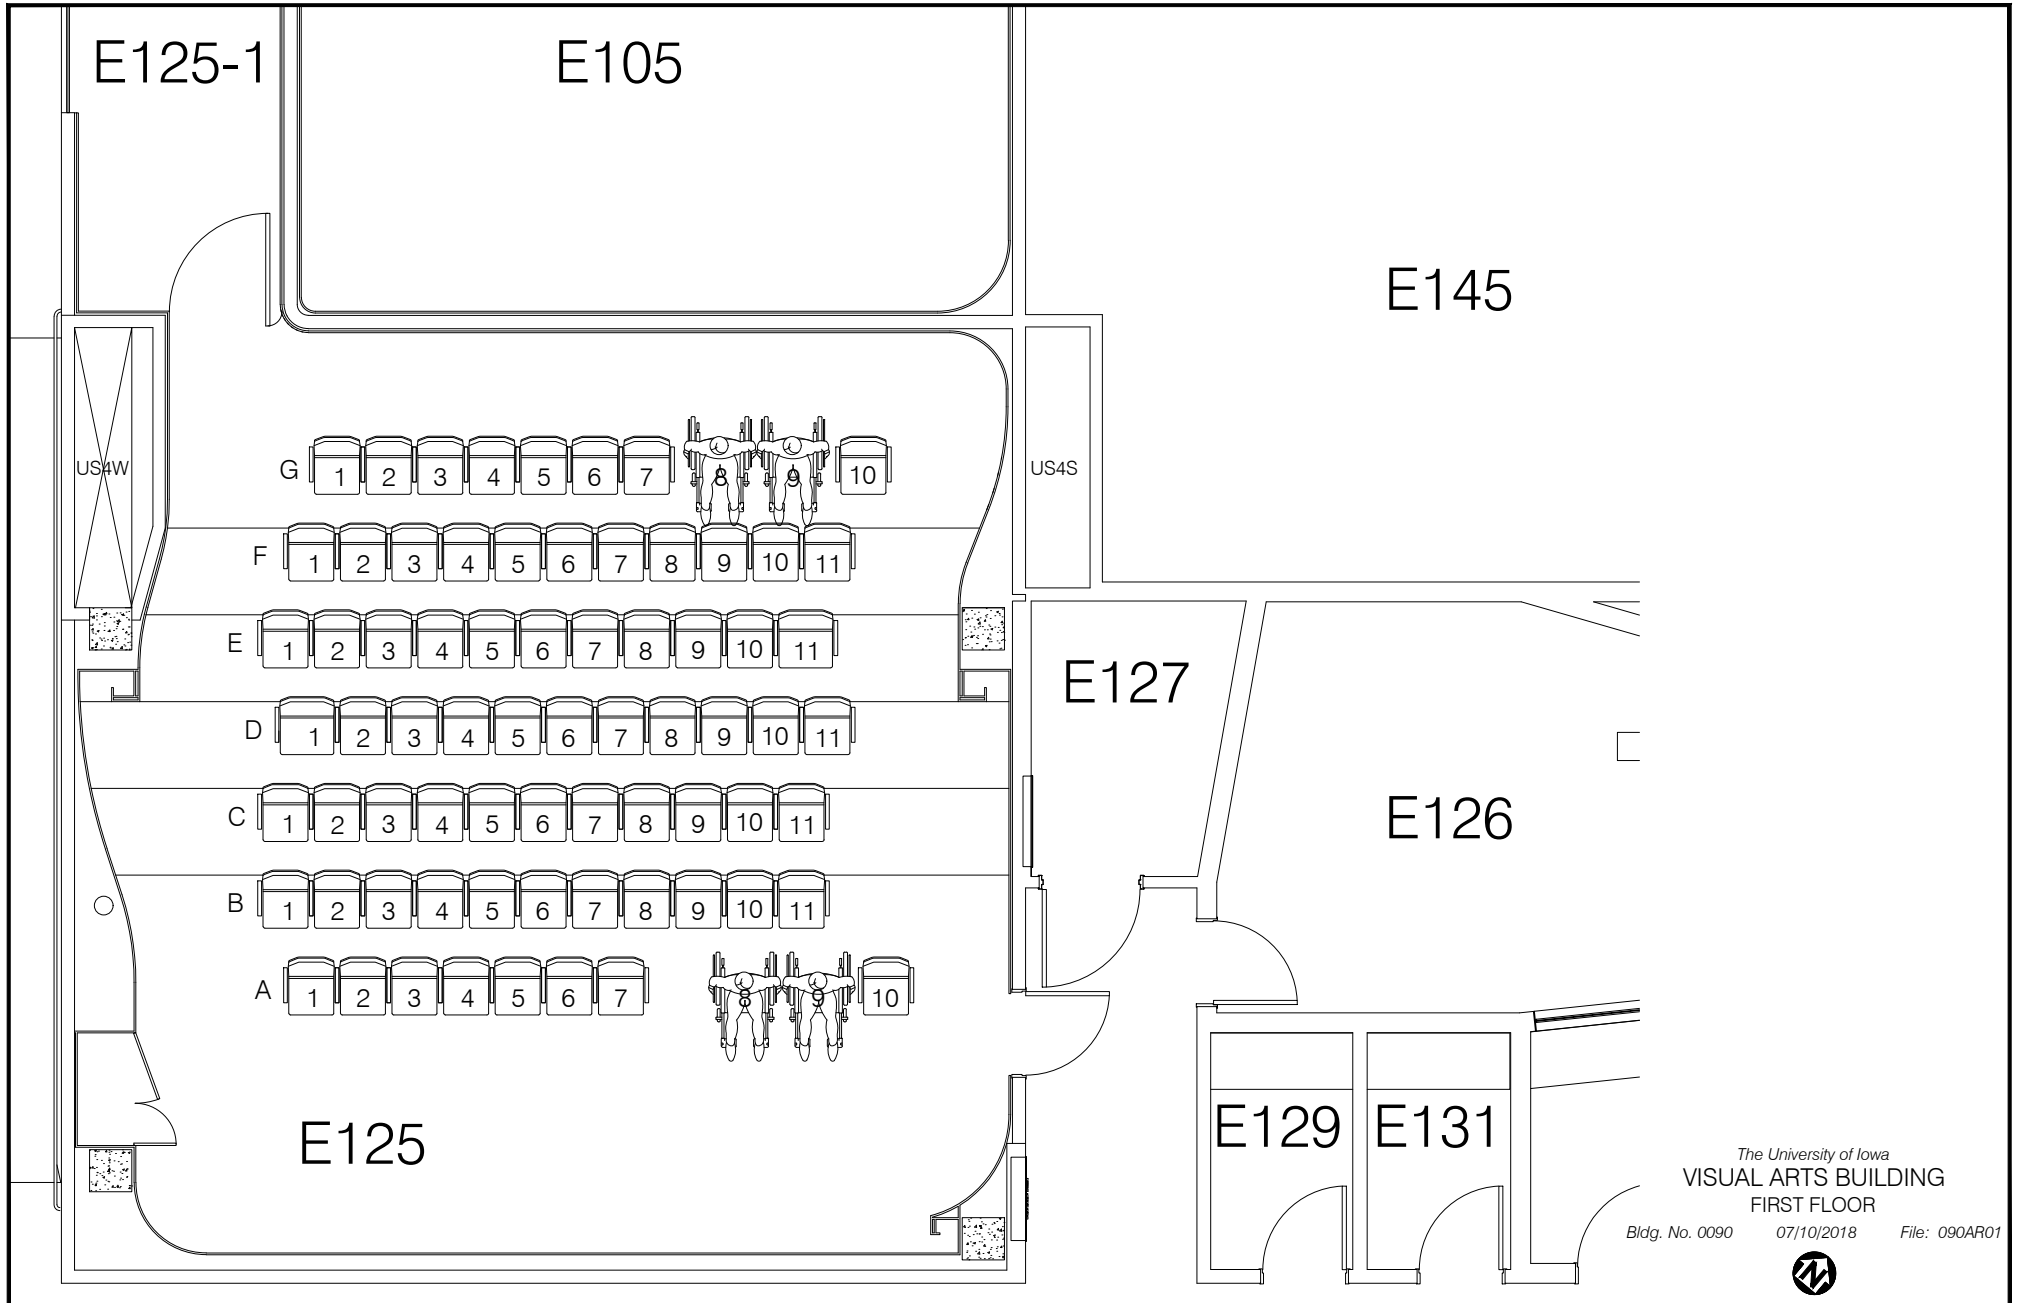 E125-1
E105
E145
US4W
US4S
G 1 2 3 4 5 6 7 8 9 10
F 1 2 3 4 5 6 7 8 9 10 11
E 1 2 3 4 5 6 7 8 9 10 11
E127
D 1 2 3 4 5 6 7 8 9 10 11
C 1 2 3 4 5 6 7 8 9 10 11
E126
B 1 2 3 4 5 6 7 8 9 10 11
A 1 2 3 4 5 6 7 8 9 10
E125
E129
E131
The University of Iowa
VISUAL ARTS BUILDING
FIRST FLOOR
Bldg. No. 0090 07/10/2018 File: 090AR01
N